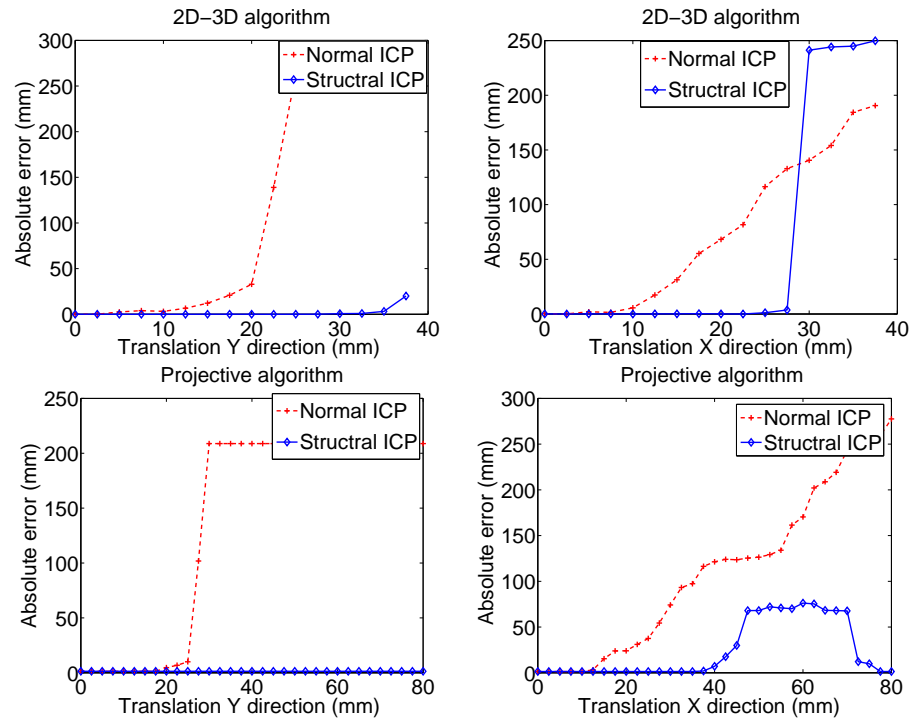 2D−3D algorithm
300
250
200
150
100
50
0
0
20
40
Absolute error (mm)
Translation Y direction (mm)
Normal ICP
Structral ICP
2D−3D algorithm
250
200
150
100
50
0
0
10
20
30
40
Absolute error (mm)
Translation X direction (mm)
Normal ICP
Structral ICP
Projective algorithm
250
200
150
100
50
0
0
20
40
60
80
Absolute error (mm)
Translation Y direction (mm)
Normal ICP
Structral ICP
Projective algorithm
300
250
200
150
100
50
0
0
20
40
60
80
Absolute error (mm)
Translation X direction (mm)
Normal ICP
Structral ICP